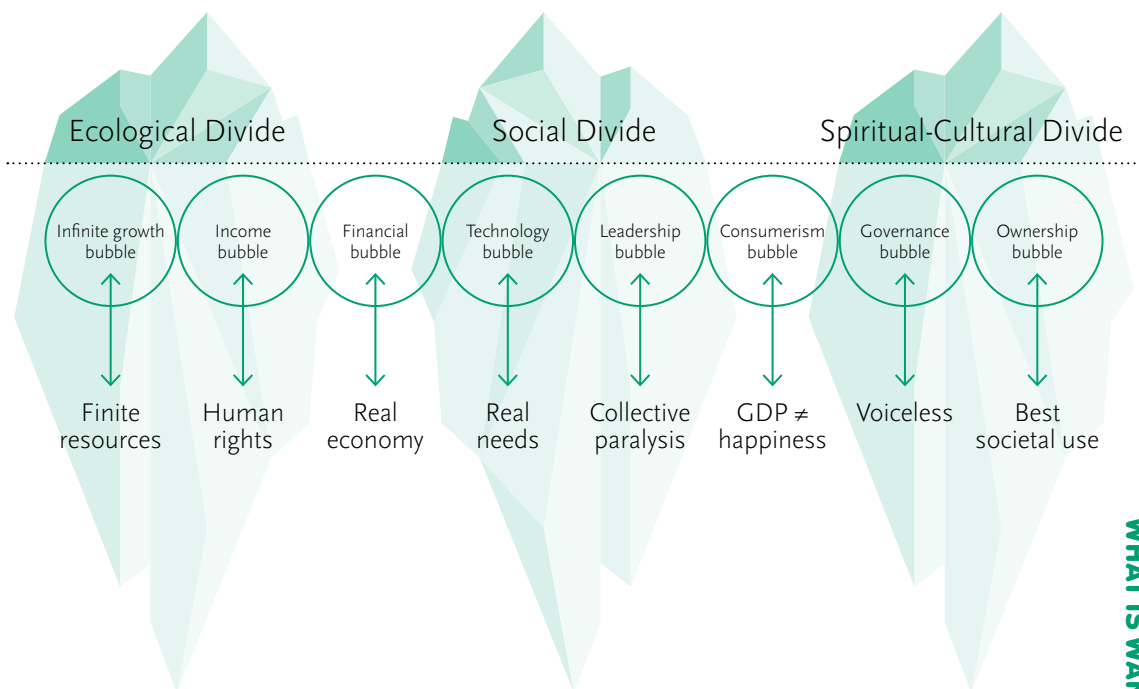 Ecological Divide
Social Divide
Spiritual-Cultural Divide
Infinite growth
bubble
Income
bubble
Financial
bubble
Technology
bubble
Leadership
bubble
Consumerism
bubble
Governance
bubble
Ownership
bubble
Finite
resources
Human
rights
Real
economy
Real
needs
Collective
paralysis
GDP ≠
happiness
Voiceless
Best
societal use
WHAT IS